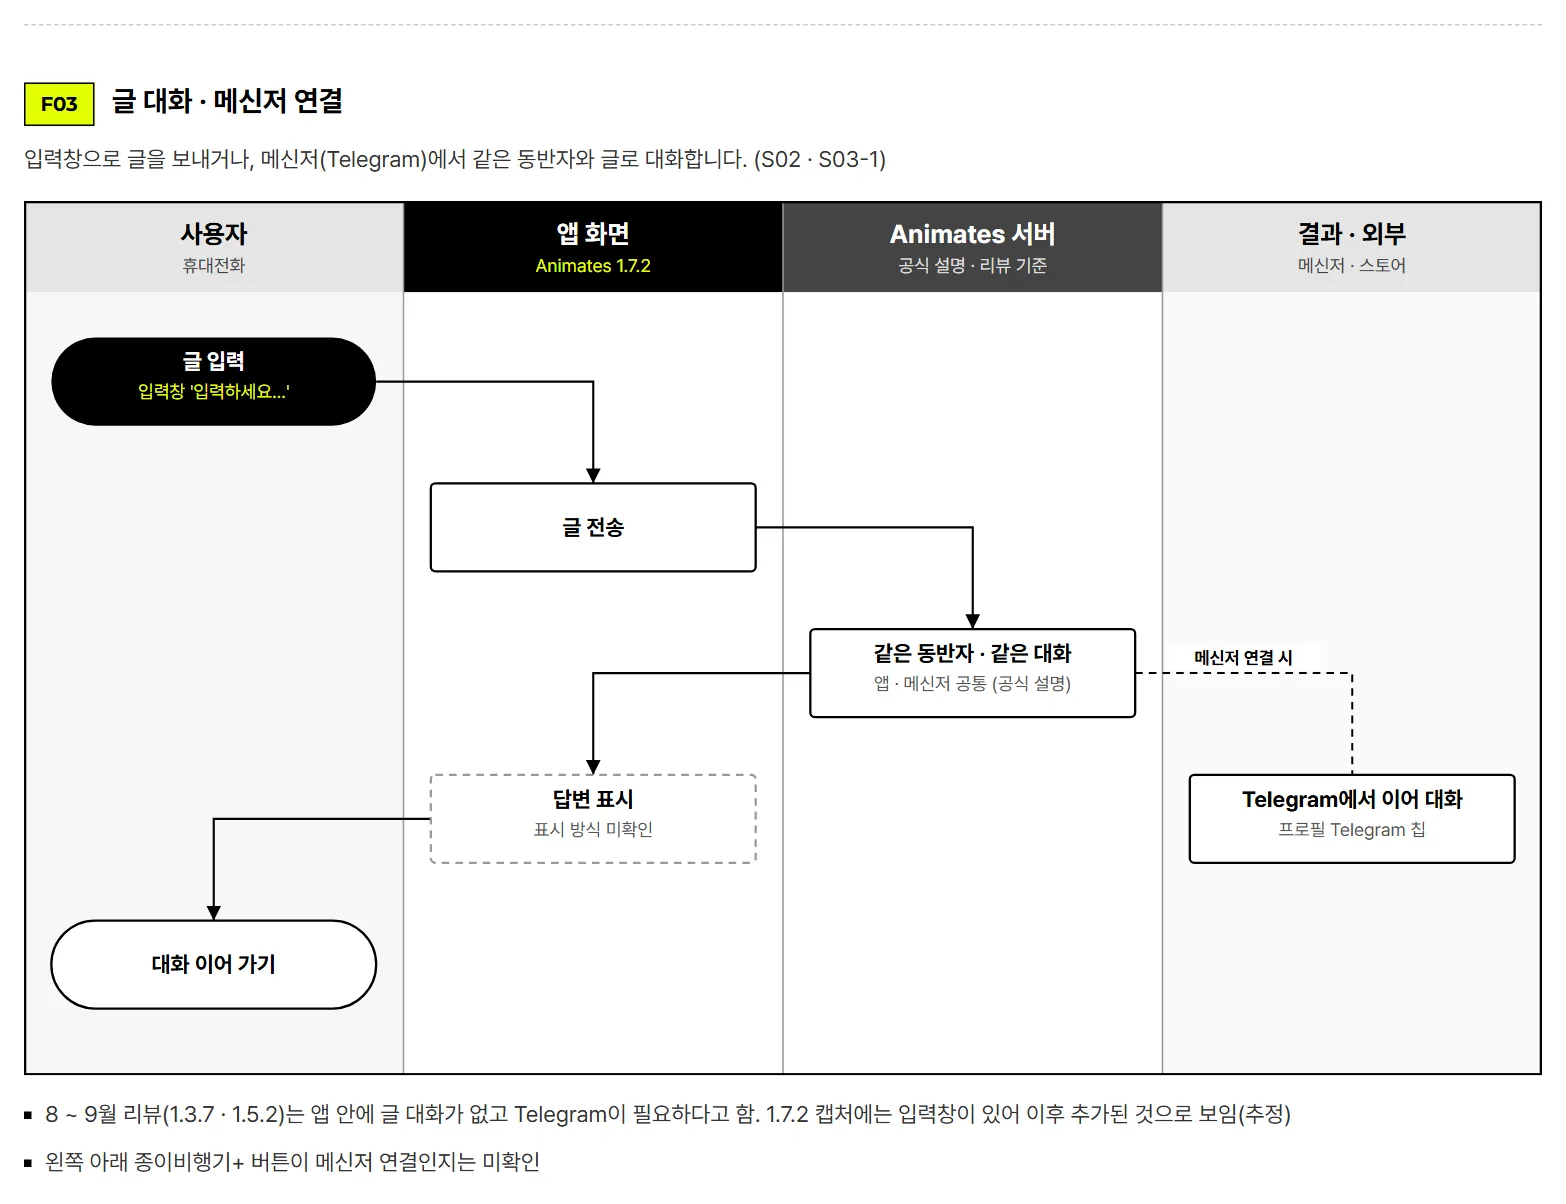 F03 글 대화 · 메신저 연결
입력창으로 글을 보내거나, 메신저(Telegram)에서 같은 동반자와 글로 대화합니다. (S02 · S03-1)
사용자
휴대전화
앱 화면
Animates 1.7.2
Animates 서버
공식 설명 · 리뷰 기준
결과 · 외부
메신저 · 스토어
글 입력
입력창 '입력하세요...'
글 전송
같은 동반자 · 같은 대화
앱 · 메신저 공통 (공식 설명)
메신저 연결 시
답변 표시
표시 방식 미확인
Telegram에서 이어 대화
프로필 Telegram 칩
대화 이어 가기
8 ~ 9월 리뷰(1.3.7 · 1.5.2)는 앱 안에 글 대화가 없고 Telegram이 필요하다고 함. 1.7.2 캡처에는 입력창이 있어 이후 추가된 것으로 보임(추정)
왼쪽 아래 종이비행기+ 버튼이 메신저 연결인지는 미확인